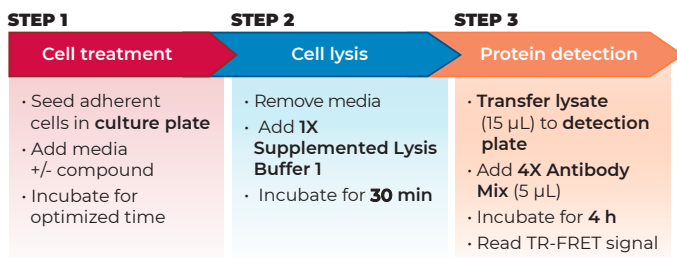 STEP 1
Cell treatment
· Seed adherent
cells in culture plate
· Add media
+/- compound
· Incubate for
optimized time
STEP 2
Cell lysis
· Remove media
· Add 1X
Supplemented Lysis
Buffer 1
· Incubate for 30 min
STEP 3
Protein detection
· Transfer lysate
(15 µL) to detection
plate
· Add 4X Antibody
Mix (5 µL)
· Incubate for 4 h
· Read TR-FRET signal